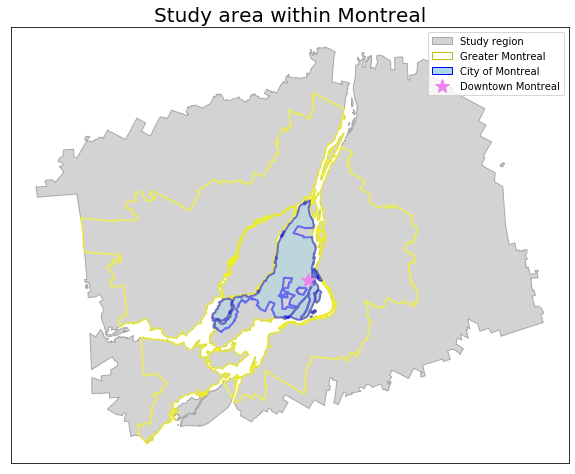 Study area within Montreal
Study region
Greater Montreal
City of Montreal
Downtown Montreal